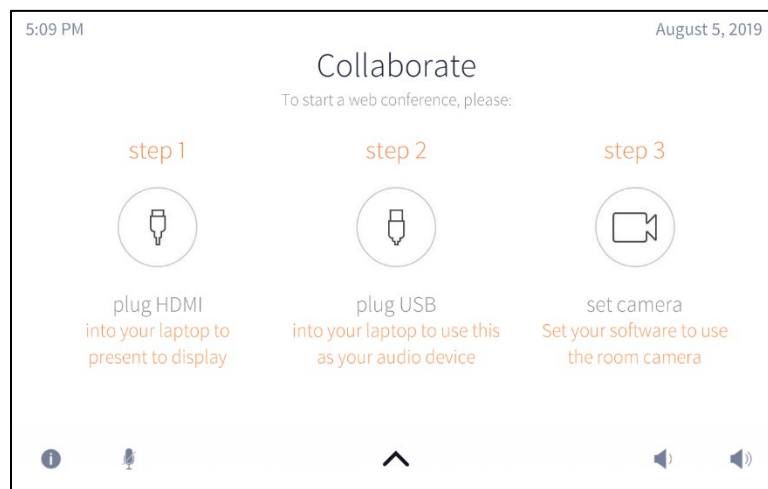 5:09 PM
August 5, 2019
Collaborate
To start a web conference, please:
step 1
step 2
step 3
plug HDMI
into your laptop to
present to display
plug USB
into your laptop to use this
as your audio device
set camera
Set your software to use
the room camera